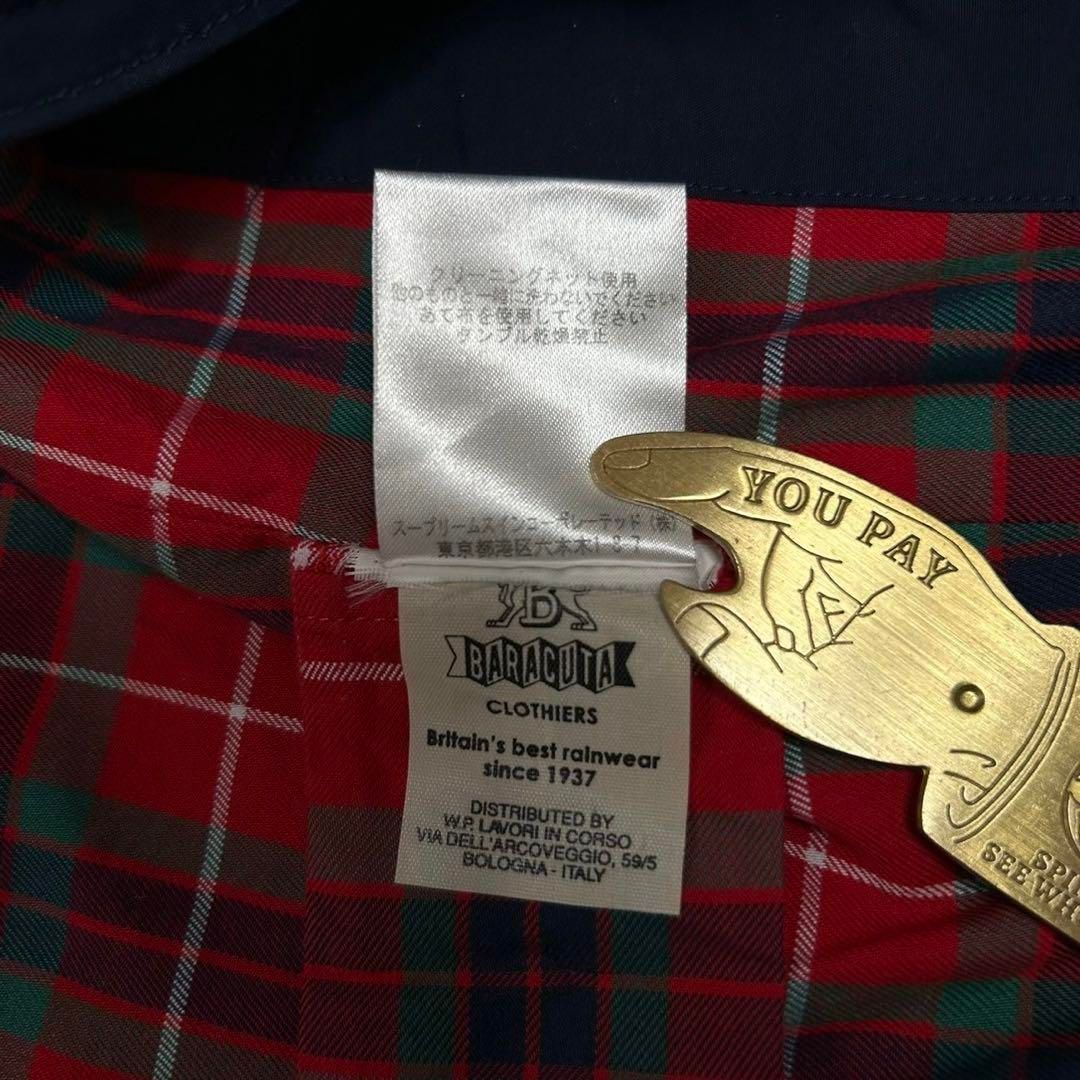 クリーニングネット使用
他のものと一緒に洗わないでください
あて布を使用してください
タンブル乾燥禁止
スープリームスインコーポレーテッド (株)
東京都港区六本木1-8-7
B
BARACUTA
CLOTHIERS
Britain's best rainwear
since 1937
DISTRIBUTED BY
W.P. LAVORI IN CORSO
VIA DELL'ARCOVEGGIO, 59/5
BOLOGNA - ITALY
YOU PAY
SEE